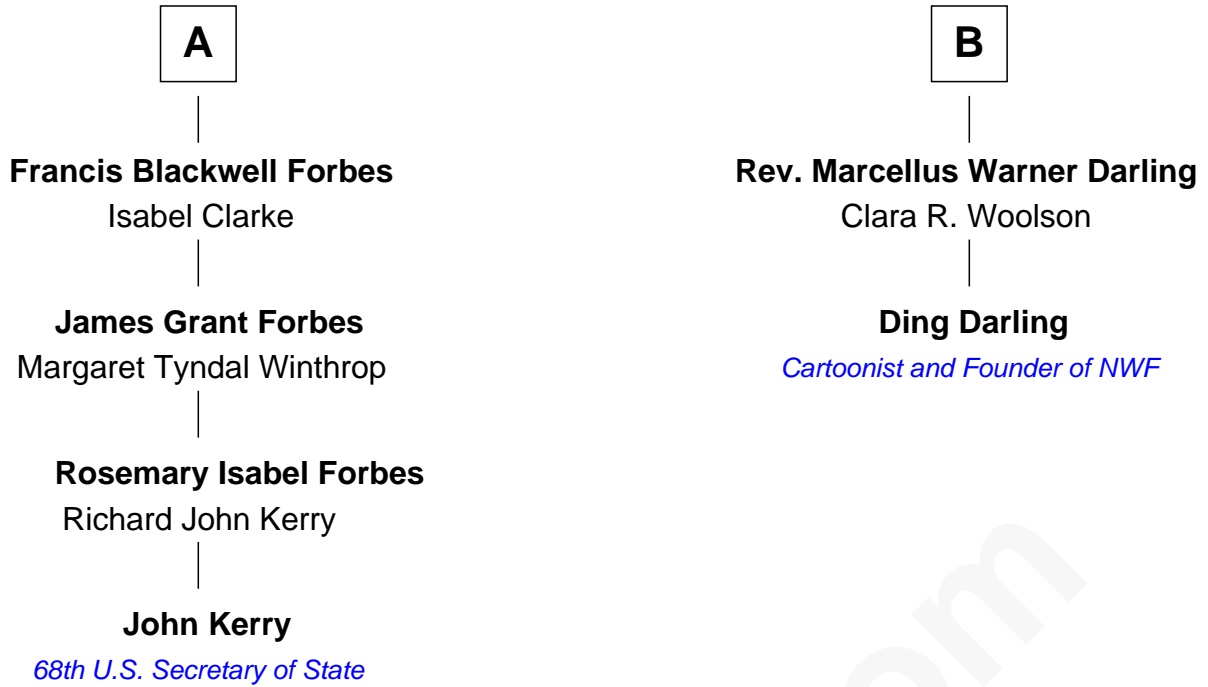 A
Francis Blackwell Forbes
Isabel Clarke
James Grant Forbes
Margaret Tyndal Winthrop
Rosemary Isabel Forbes
Richard John Kerry
John Kerry
68th U.S. Secretary of State
B
Rev. Marcellus Warner Darling
Clara R. Woolson
Ding Darling
Cartoonist and Founder of NWF
om